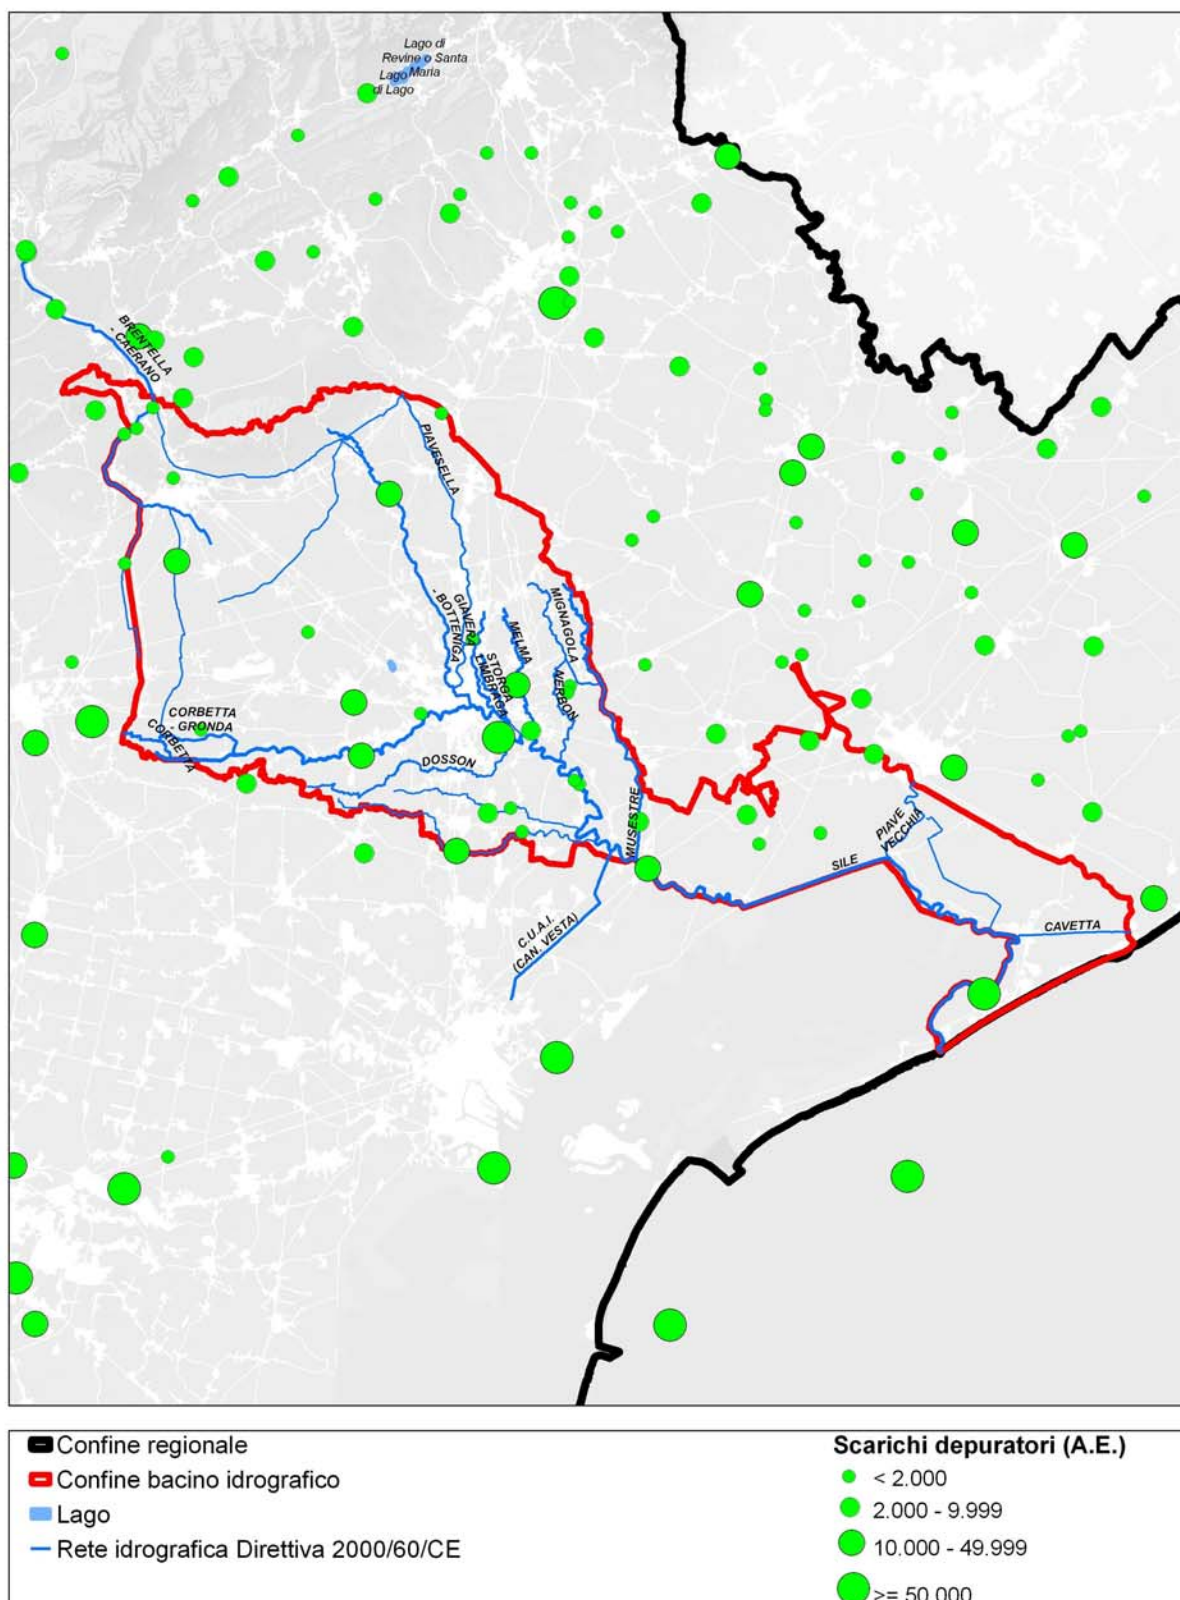 Lago di
Revine o Santa
Maria
Lago
di Lago
BRENTELLA
- CAERANO
PIAVESELLA
GIAVERA
- BOTTENIGA
MIGNAGOLA
MELMA
STORGA
LIMBRAGA
NERBON
CORBETTA
- GRONDA
CORBETTA
DOSSON
MUSESTRE
PIAVE
VECCHIA
SILE
C.U.A.I.
(CAN. VESTA)
CAVETTA
Confine regionale
Confine bacino idrografico
Lago
Rete idrografica Direttiva 2000/60/CE
Scarichi depuratori (A.E.)
< 2.000
2.000 - 9.999
10.000 - 49.999
>= 50.000